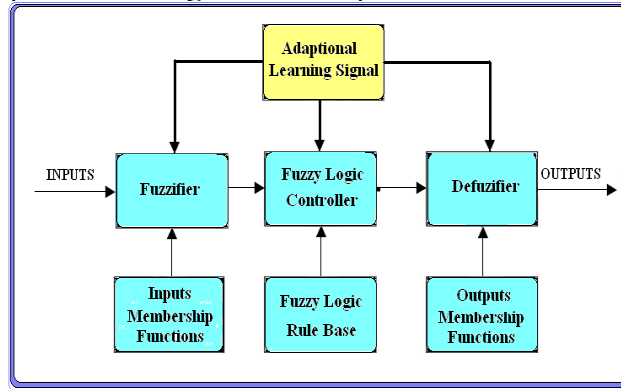 Adaptional
Learning Signal
INPUTS
Fuzzifier
Fuzzy Logic
Controller
Defuzifier
OUTPUTS
Inputs
Membership
Functions
Fuzzy Logic
Rule Base
Outputs
Membership
Functions